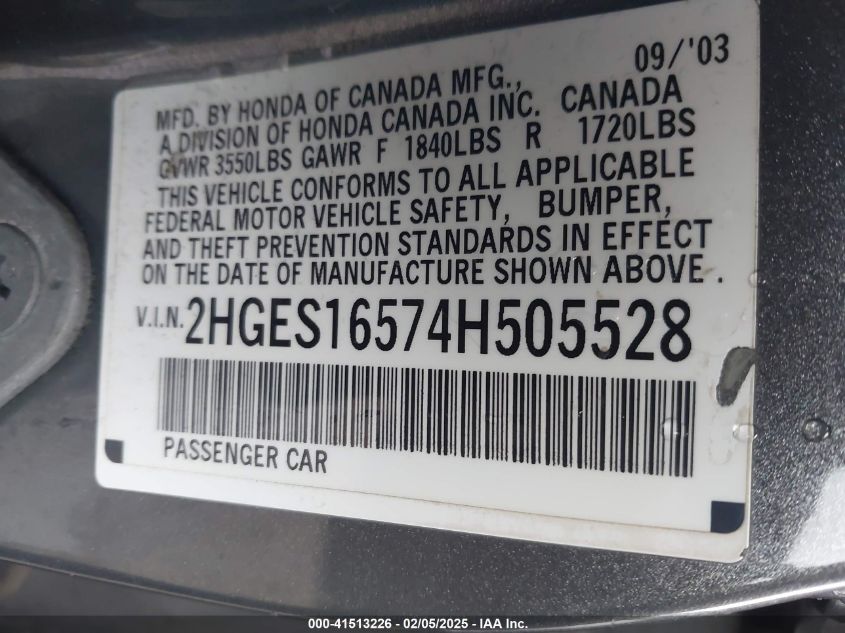 09/'03
MFD. BY HONDA OF CANADA MFG.,
A DIVISION OF HONDA CANADA INC. CANADA
GVWR 3550LBS GAWR F 1840LBS R 1720LBS
THIS VEHICLE CONFORMS TO ALL APPLICABLE
FEDERAL MOTOR VEHICLE SAFETY, BUMPER,
AND THEFT PREVENTION STANDARDS IN EFFECT
ON THE DATE OF MANUFACTURE SHOWN ABOVE.
V.I.N. 2HGES16574H505528
PASSENGER CAR
000-41513226 - 02/05/2025 - IAA Inc.